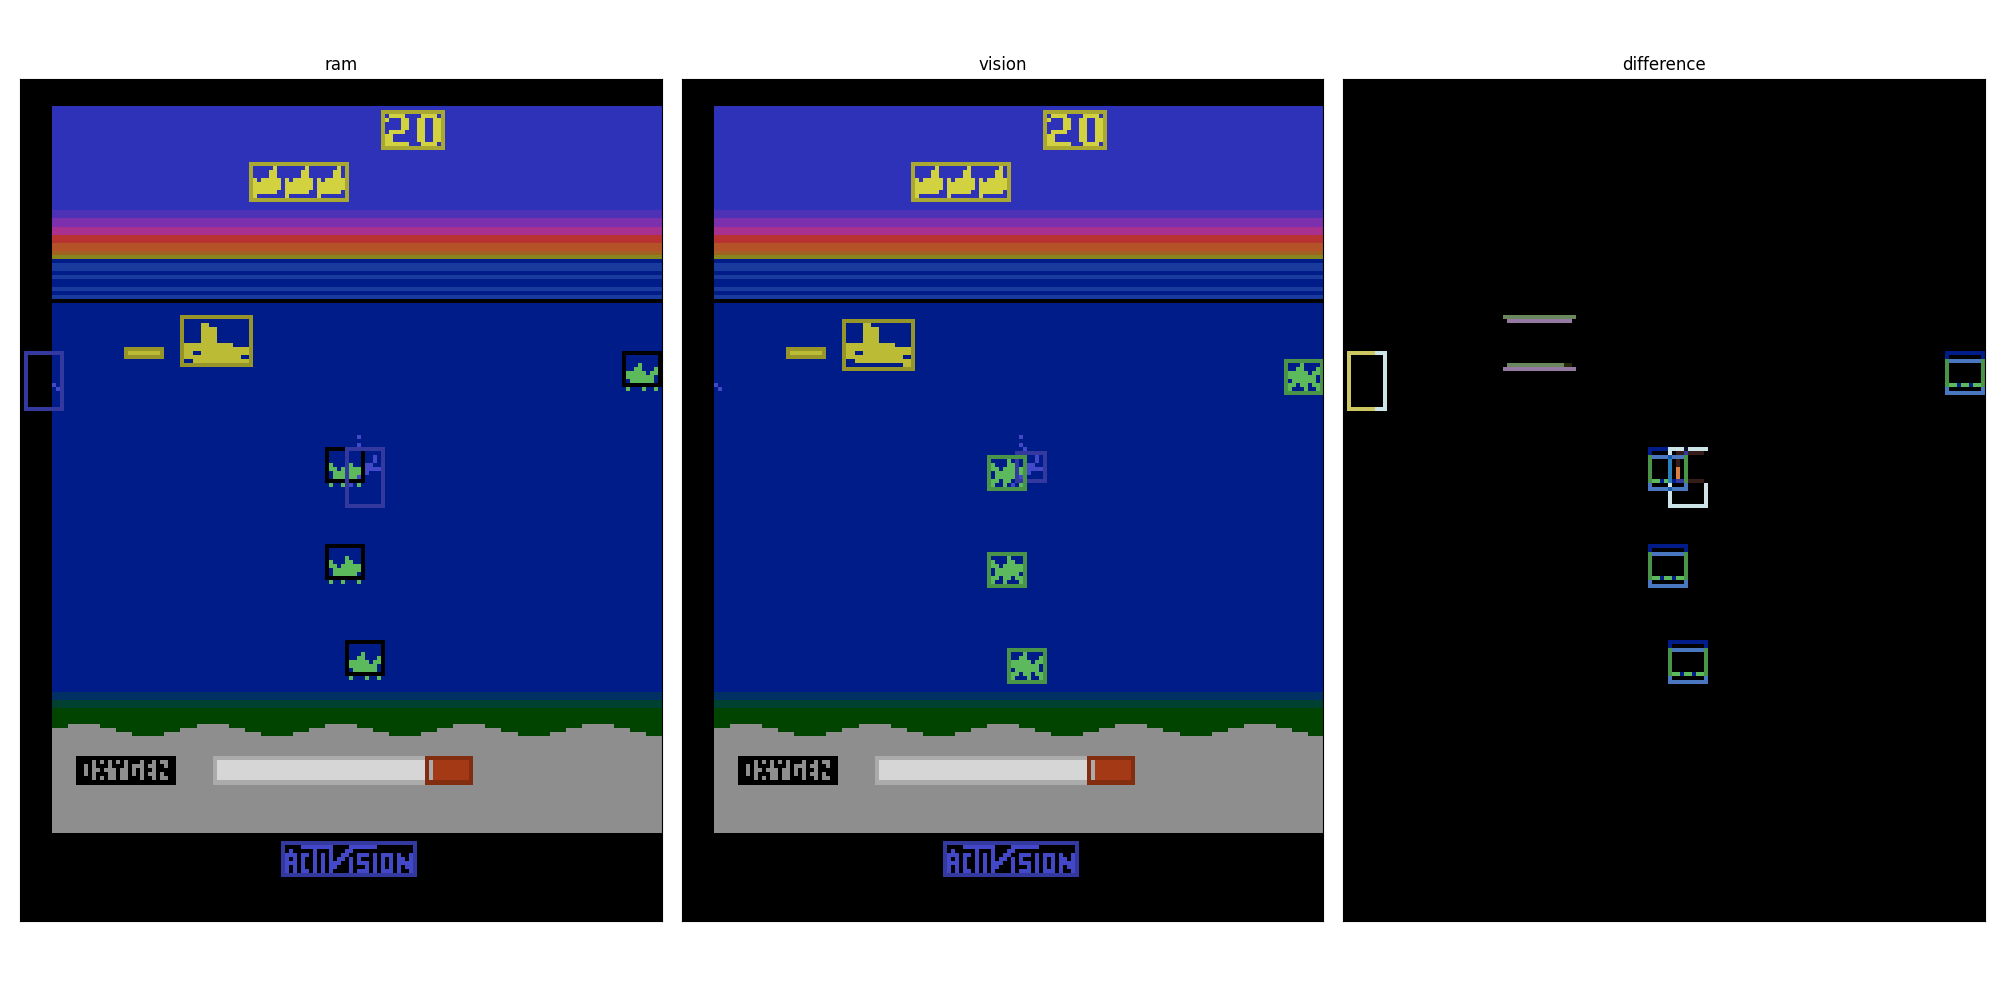 ram
vision
difference
20
20
OXYGEN
OXYGEN
ACTIVISION
ACTIVISION